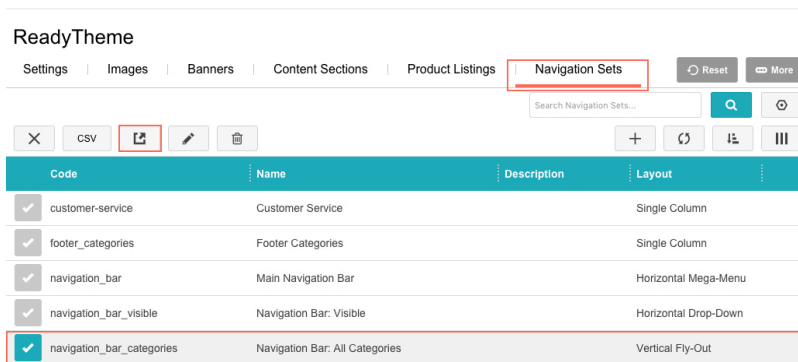 ReadyTheme
Settings Images Banners Content Sections Product Listings Navigation Sets Reset More
Search Navigation Sets...
CSV
Code Name Description Layout
customer-service Customer Service Single Column
footer_categories Footer Categories Single Column
navigation_bar Main Navigation Bar Horizontal Mega-Menu
navigation_bar_visible Navigation Bar: Visible Horizontal Drop-Down
navigation_bar_categories Navigation Bar: All Categories Vertical Fly-Out